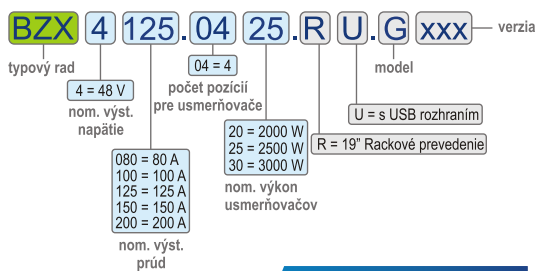 BZX 4 125.04 25.R U.G xxx
verzia
typový rad
04 = 4
model
4 = 48 V
počet pozícií
pre usmerňovače
nom. výst.
napätie
U = s USB rozhraním
20 = 2000 W
25 = 2500 W
30 = 3000 W
R = 19” Rackové prevedenie
080 = 80 A
100 = 100 A
125 = 125 A
150 = 150 A
200 = 200 A
nom. výkon
usmerňovačov
nom. výst.
prúd